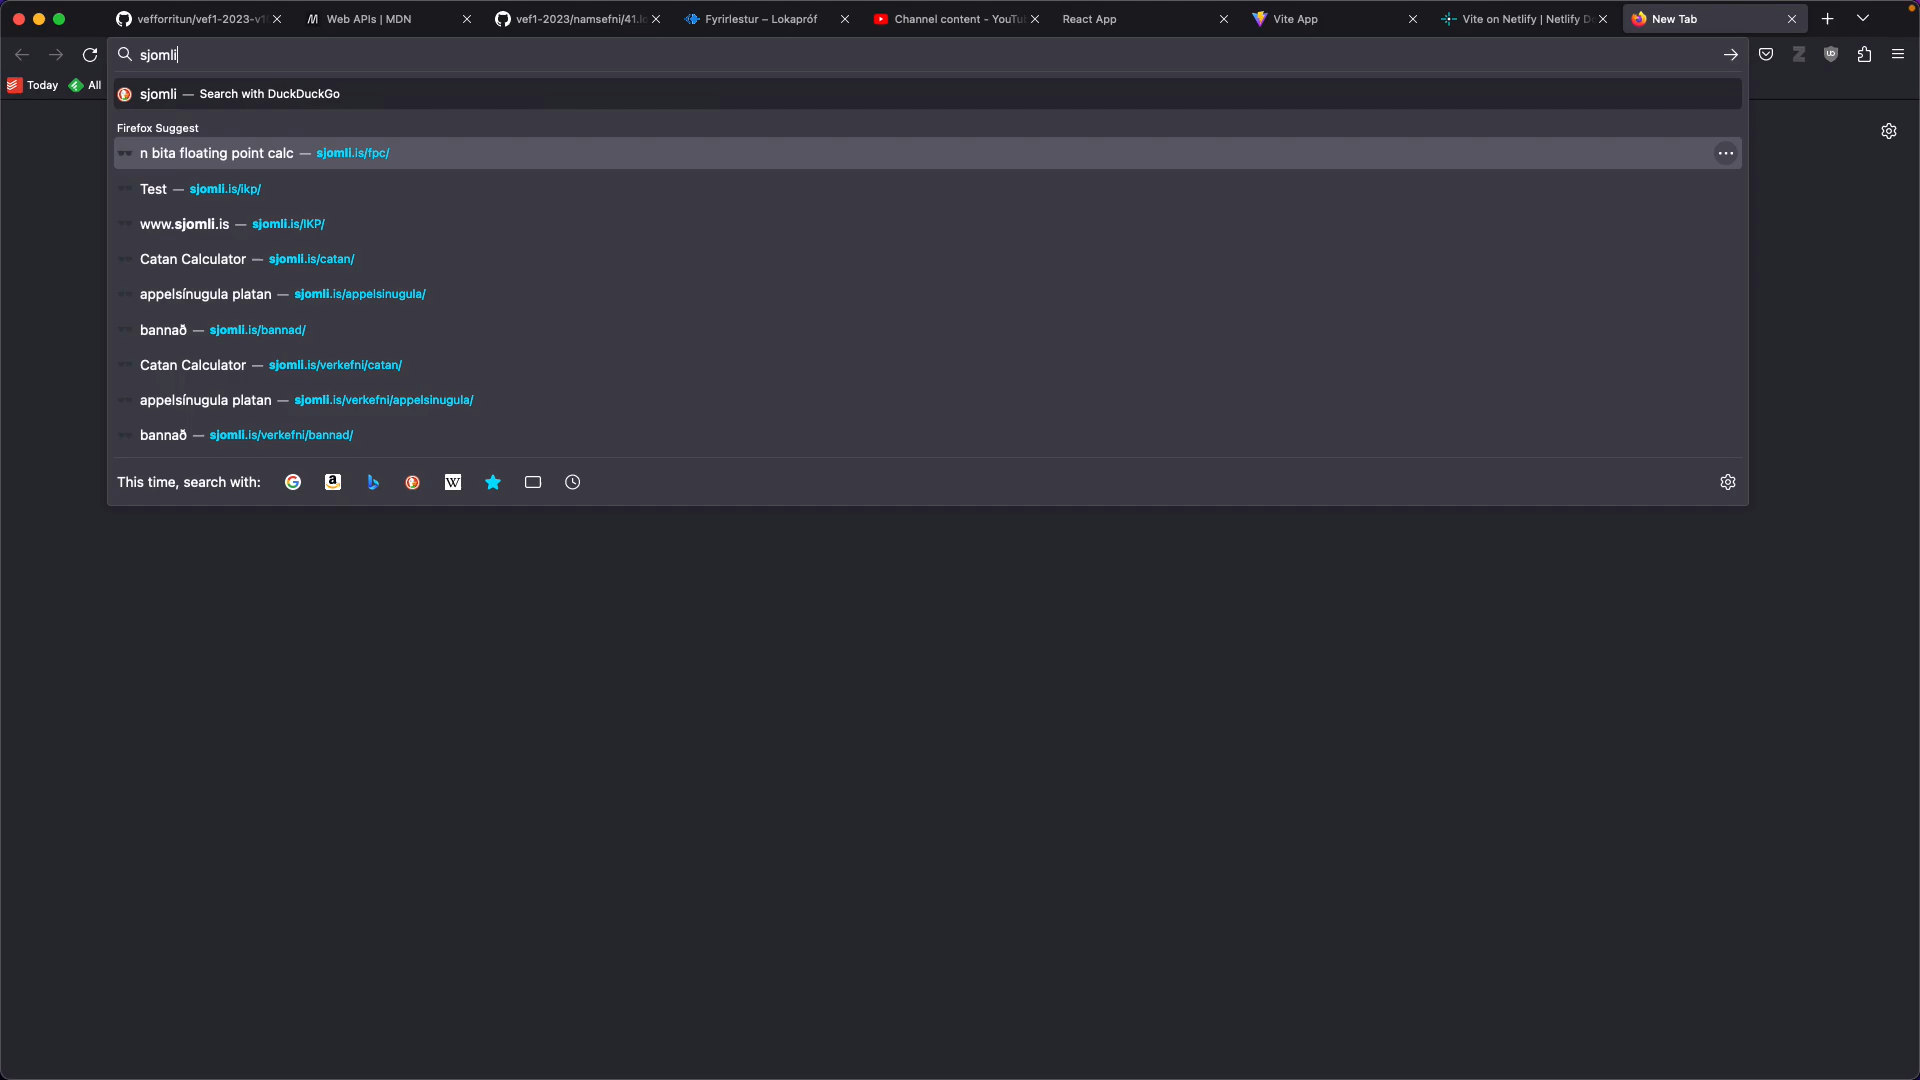 vefforritun/vef1-2023-v1
Web APIs | MDN
vef1-2023/namsefni/41.lo
Fyrirlestur – Lokapróf
Channel content - YouTu
React App
Vite App
Vite on Netlify | Netlify Do
New Tab
sjomli
Today
All
sjomli — Search with DuckDuckGo
Firefox Suggest
n bita floating point calc — sjomli.is/fpc/
Test — sjomli.is/ikp/
www.sjomli.is — sjomli.is/IKP/
Catan Calculator — sjomli.is/catan/
appelsínugula platan — sjomli.is/appelsinugula/
bannað — sjomli.is/bannad/
Catan Calculator — sjomli.is/verkefni/catan/
appelsínugula platan — sjomli.is/verkefni/appelsinugula/
bannað — sjomli.is/verkefni/bannad/
This time, search with: